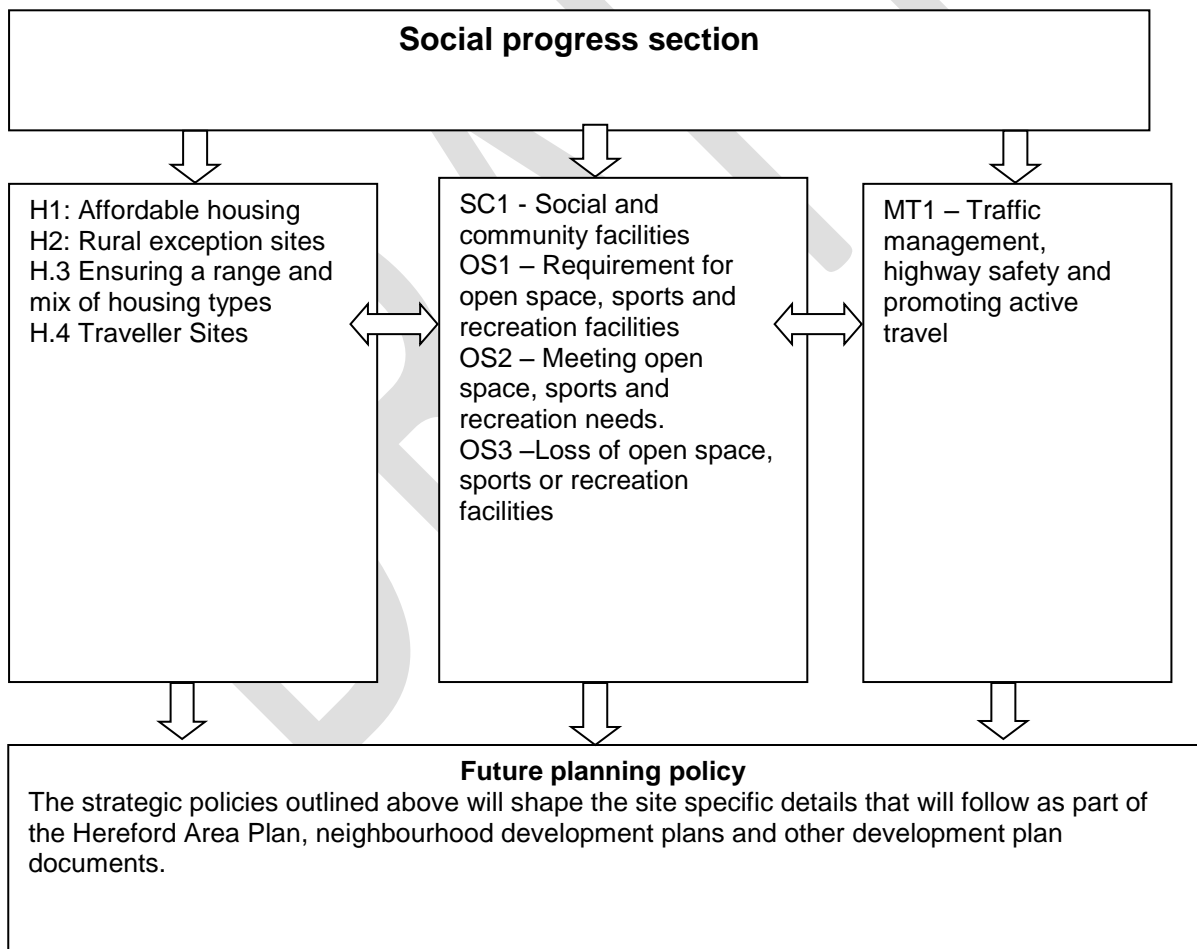 Social progress section
H1: Affordable housing
H2: Rural exception sites
H.3 Ensuring a range and
mix of housing types
H.4 Traveller Sites
SC1 - Social and
community facilities
OS1 – Requirement for
open space, sports and
recreation facilities
OS2 – Meeting open
space, sports and
recreation needs.
OS3 –Loss of open space,
sports or recreation
facilities
MT1 – Traffic
management,
highway safety and
promoting active
travel
Future planning policy
The strategic policies outlined above will shape the site specific details that will follow as part of
the Hereford Area Plan, neighbourhood development plans and other development plan
documents.